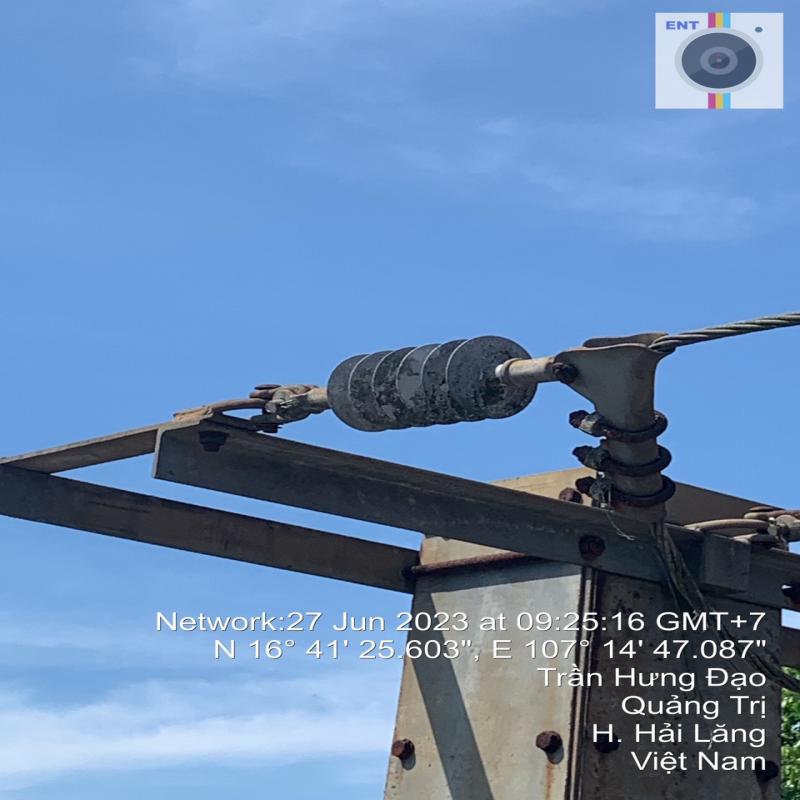 ENT
Network:27 Jun 2023 at 09:25:16 GMT+7
N 16° 41' 25.603", E 107° 14' 47.087"
Trần Hưng Đạo
Quảng Trị
H. Hải Lăng
Việt Nam